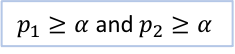 p₁ ≥ α and p₂ ≥ α